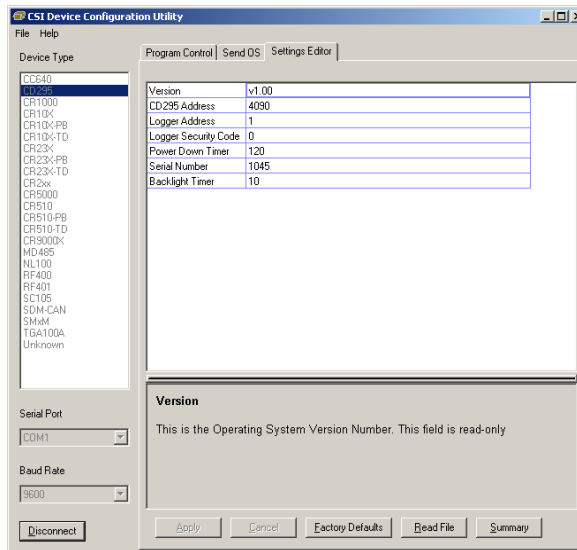 CSI Device Configuration Utility
File Help
Device Type
CC640
CD295
CR1000
CR10X
CR10X-PB
CR10X-TD
CR23X
CR23X-PB
CR23X-TD
CR2xx
CR5000
CR510
CR510-PB
CR510-TD
CR9000X
MD485
NL100
RF400
RF401
SC105
SDM-CAN
SMxM
TGA100A
Unknown
Serial Port
COM1
Baud Rate
9600
Disconnect
Program Control Send OS Settings Editor
Version v1.00
CD295 Address 4090
Logger Address 1
Logger Security Code 0
Power Down Timer 120
Serial Number 1045
Backlight Timer 10
Version
This is the Operating System Version Number. This field is read-only
Apply Cancel Factory Defaults Read File Summary